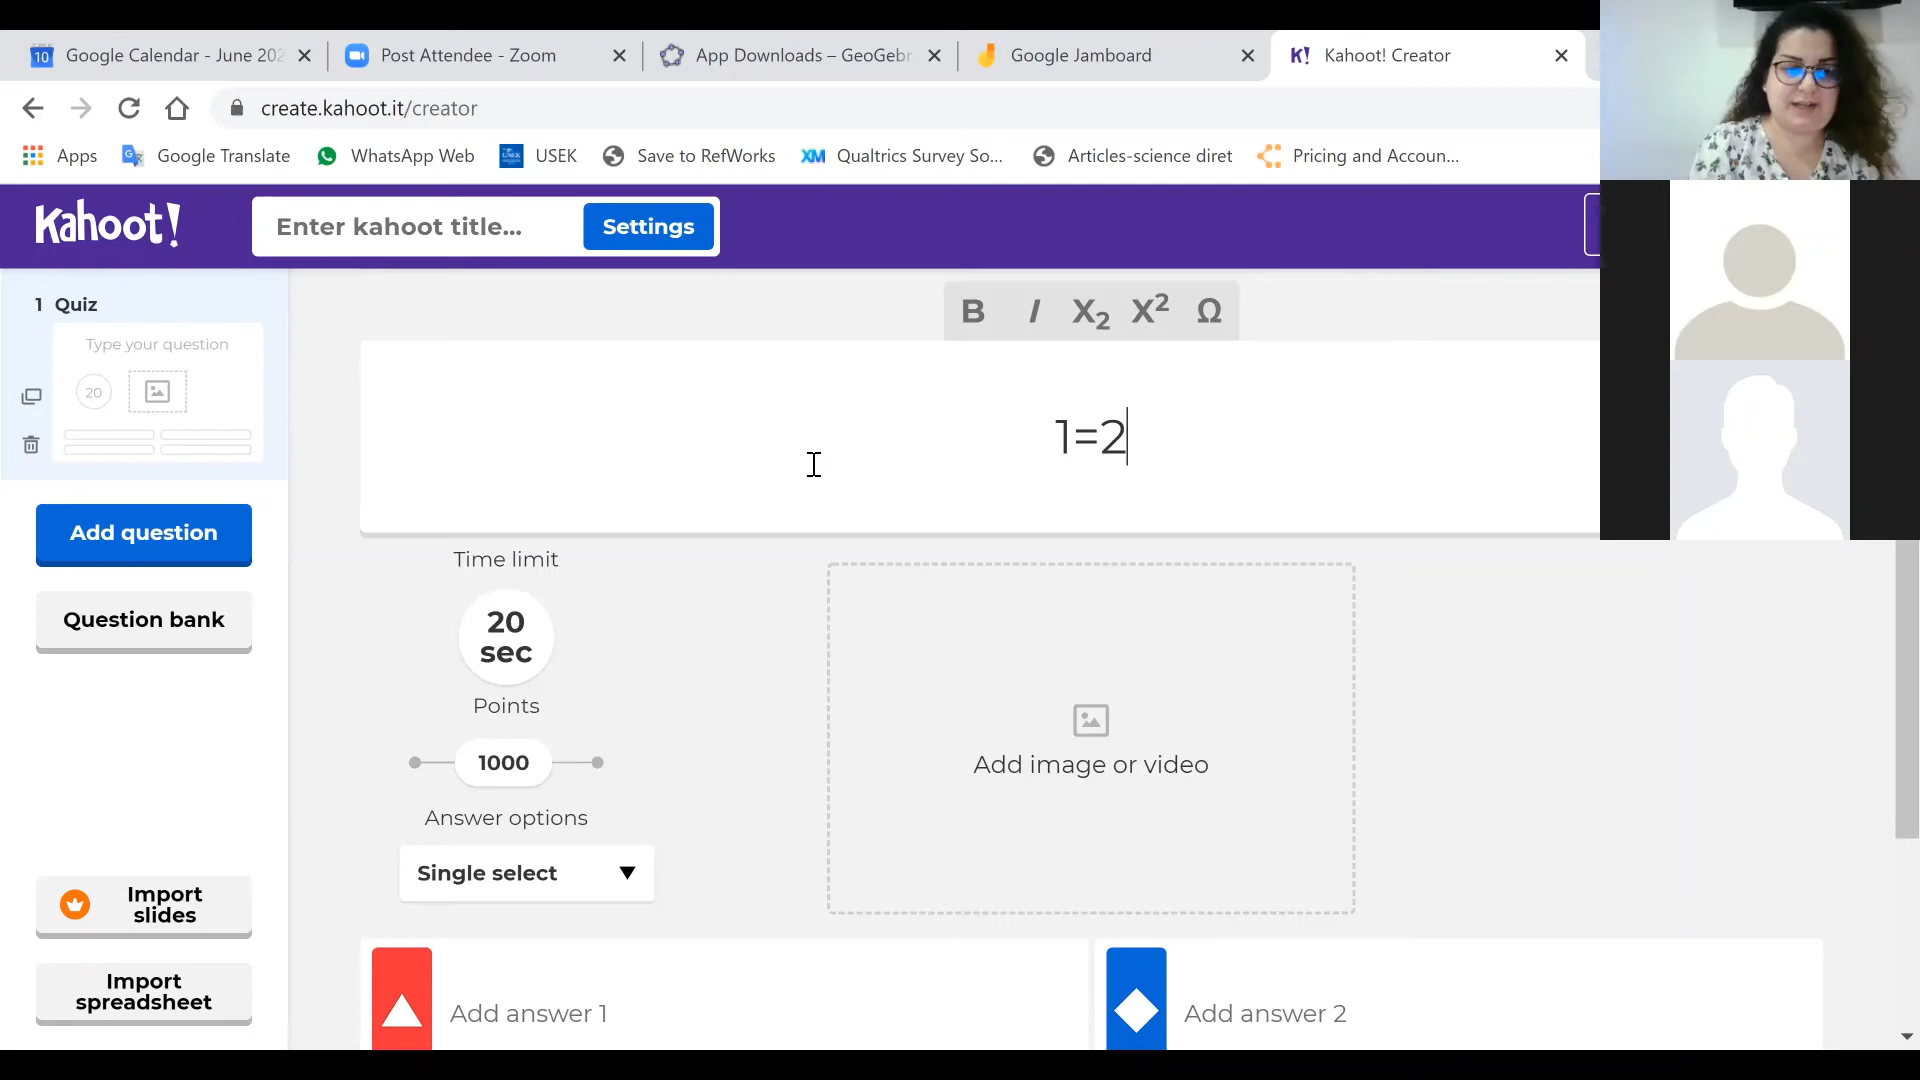 10 Google Calendar - June 202
Post Attendee - Zoom
App Downloads – GeoGebr
Google Jamboard
K! Kahoot! Creator
create.kahoot.it/creator
Apps
Google Translate
WhatsApp Web
USEK
Save to RefWorks
XM Qualtrics Survey So...
Articles-science diret
Pricing and Accoun...
Kahoot!
Enter kahoot title...
Settings
1 Quiz
Type your question
20
B I X₂ X² Ω
1=2
Add question
Question bank
Time limit
20
sec
Points
1000
Answer options
Single select
Add image or video
Import
slides
Import
spreadsheet
Add answer 1
Add answer 2